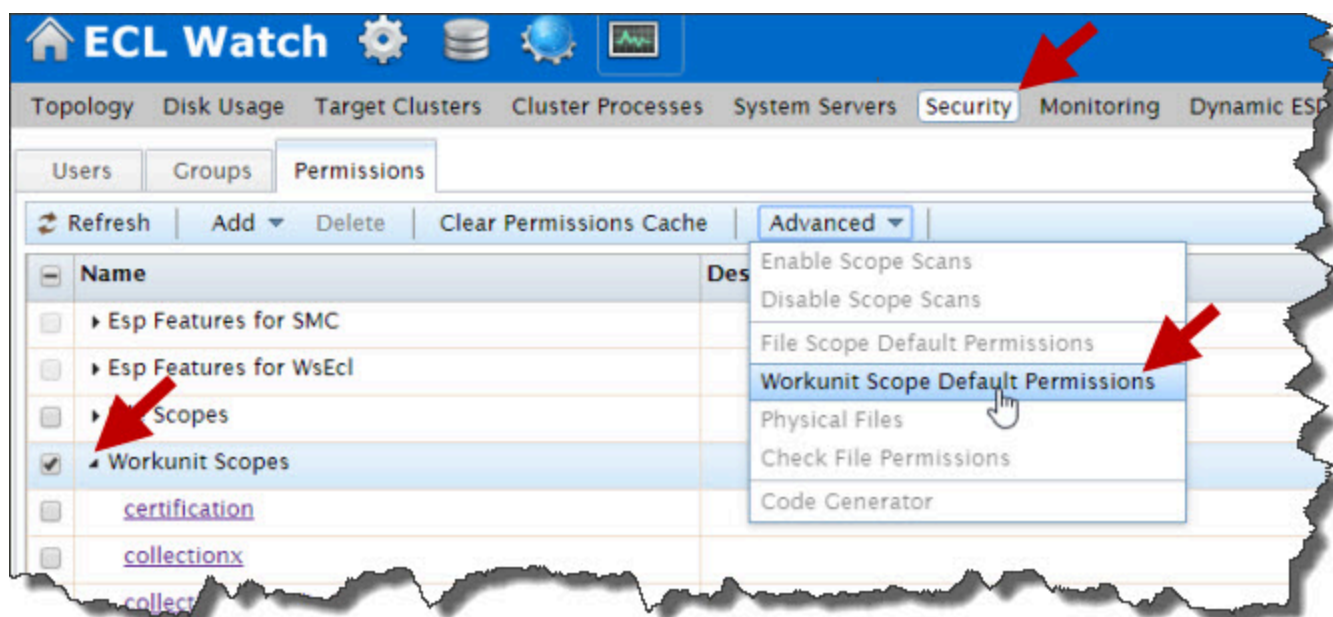 ECL Watch
Topology Disk Usage Target Clusters Cluster Processes System Servers Security Monitoring Dynamic ESD
Users Groups Permissions
Refresh Add Delete Clear Permissions Cache Advanced
Name Des
Enable Scope Scans
Disable Scope Scans
Esp Features for SMC
File Scope Default Permissions
Esp Features for WsEcl
Workunit Scope Default Permissions
Scopes
Physical Files
Workunit Scopes
Check File Permissions
certification
Code Generator
collectionx
collect